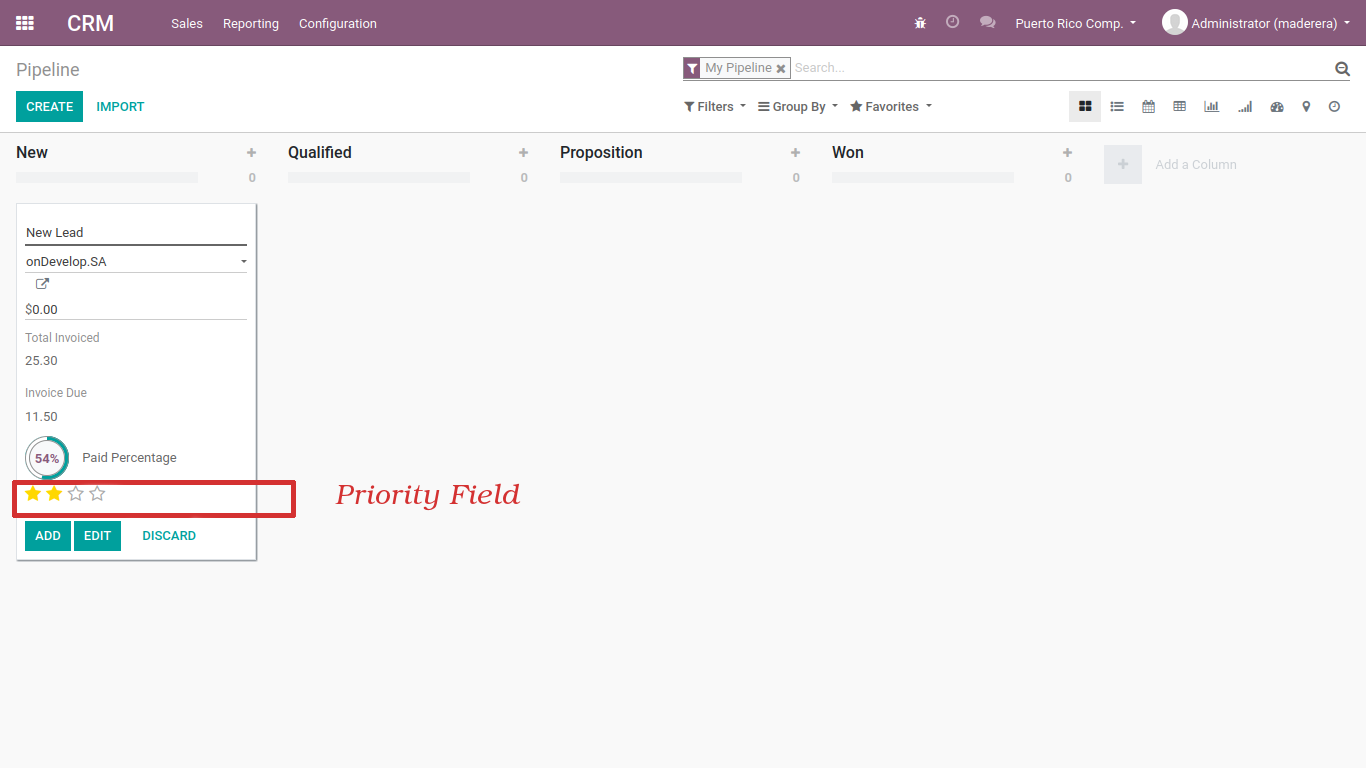 CRM Sales Reporting Configuration Puerto Rico Comp. Administrator (maderera)
Pipeline
My Pipeline Search...
CREATE IMPORT Filters Group By Favorites
New Qualified Proposition Won Add a Column
0 0 0 0
New Lead
onDevelop.SA
$0.00
Total Invoiced
25.30
Invoice Due
11.50
54% Paid Percentage
Priority Field
ADD EDIT DISCARD